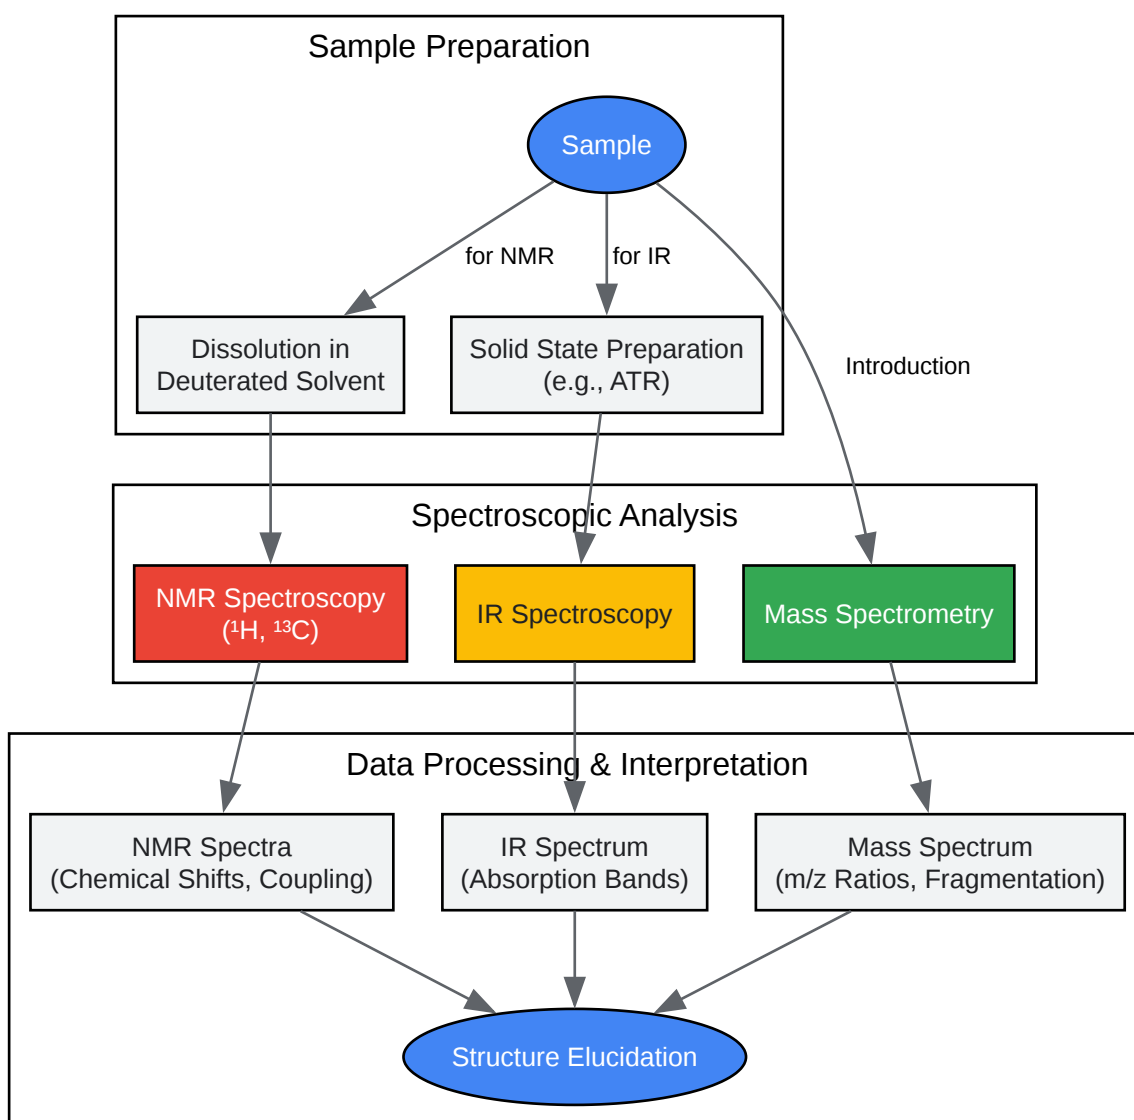 Sample Preparation
Sample
for NMR
for IR
Dissolution in
Deuterated Solvent
Solid State Preparation
(e.g., ATR)
Introduction
Spectroscopic Analysis
NMR Spectroscopy
(¹H, ¹³C)
IR Spectroscopy
Mass Spectrometry
Data Processing & Interpretation
NMR Spectra
(Chemical Shifts, Coupling)
IR Spectrum
(Absorption Bands)
Mass Spectrum
(m/z Ratios, Fragmentation)
Structure Elucidation